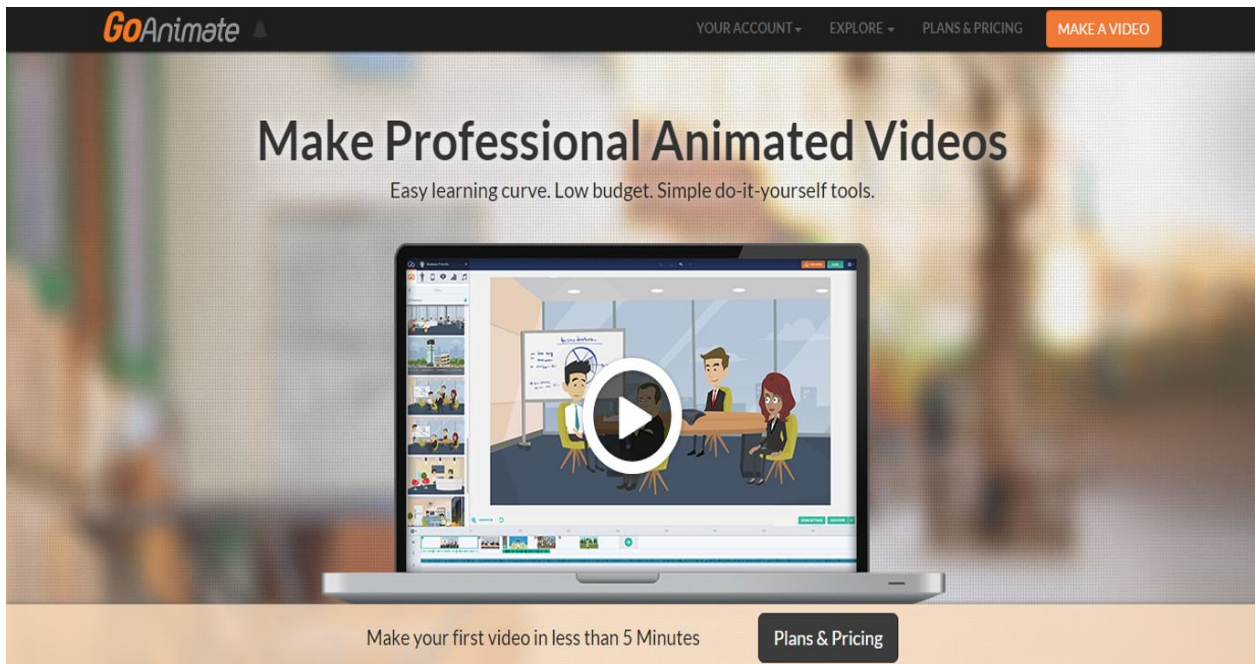 GoAnimate
YOUR ACCOUNT
EXPLORE
PLANS & PRICING
MAKE A VIDEO
Make Professional Animated Videos
Easy learning curve. Low budget. Simple do-it-yourself tools.
Make your first video in less than 5 Minutes
Plans & Pricing